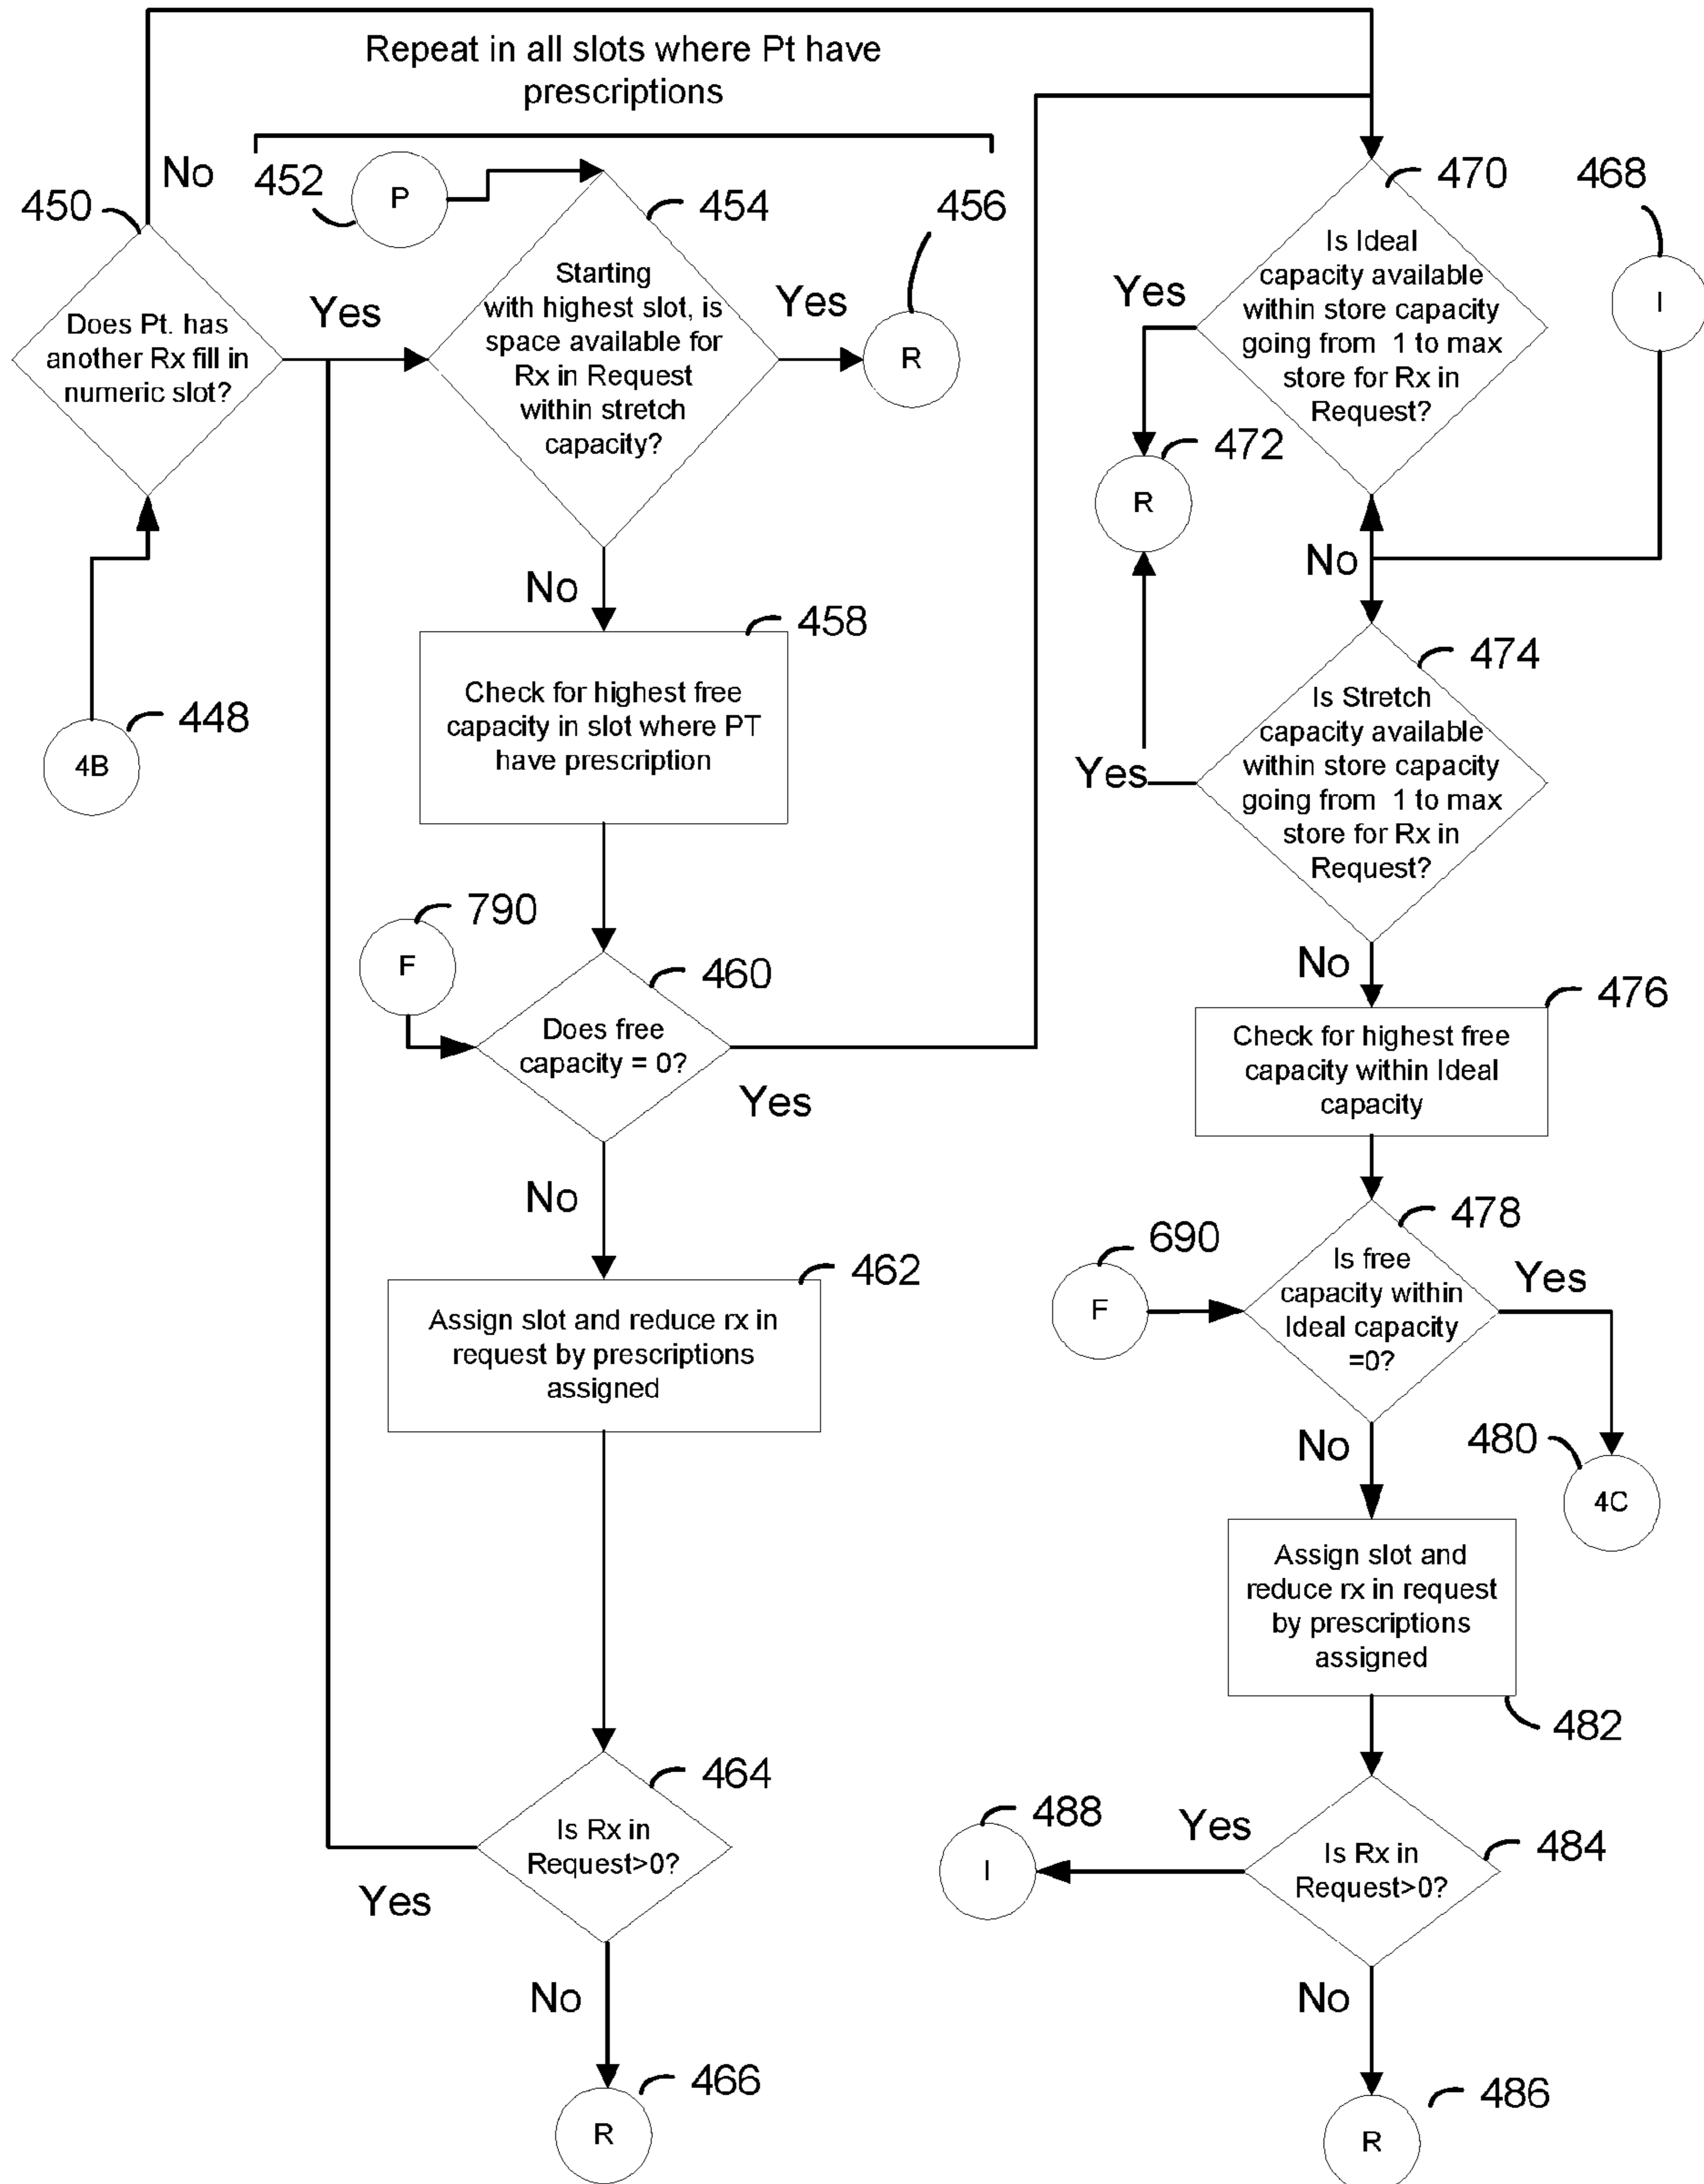 Repeat in all slots where Pt have
prescriptions
No
450
Does Pt. has
another Rx fill in
numeric slot?
Yes
448
4B
452
P
454
Starting
with highest slot, is
space available for
Rx in Request
within stretch
capacity?
Yes
456
R
No
458
Check for highest free
capacity in slot where PT
have prescription
790
F
460
Does free
capacity = 0?
Yes
No
462
Assign slot and reduce rx in
request by prescriptions
assigned
464
Is Rx in
Request>0?
Yes
No
466
R
470
468
I
Is Ideal
capacity available
within store capacity
going from 1 to max
store for Rx in
Request?
Yes
472
R
No
474
Is Stretch
capacity available
within store capacity
going from 1 to max
store for Rx in
Request?
Yes
No
476
Check for highest free
capacity within Ideal
capacity
478
690
F
Is free
capacity within
Ideal capacity
=0?
Yes
480
4C
No
Assign slot and
reduce rx in request
by prescriptions
assigned
482
484
Is Rx in
Request>0?
Yes
488
I
No
486
R